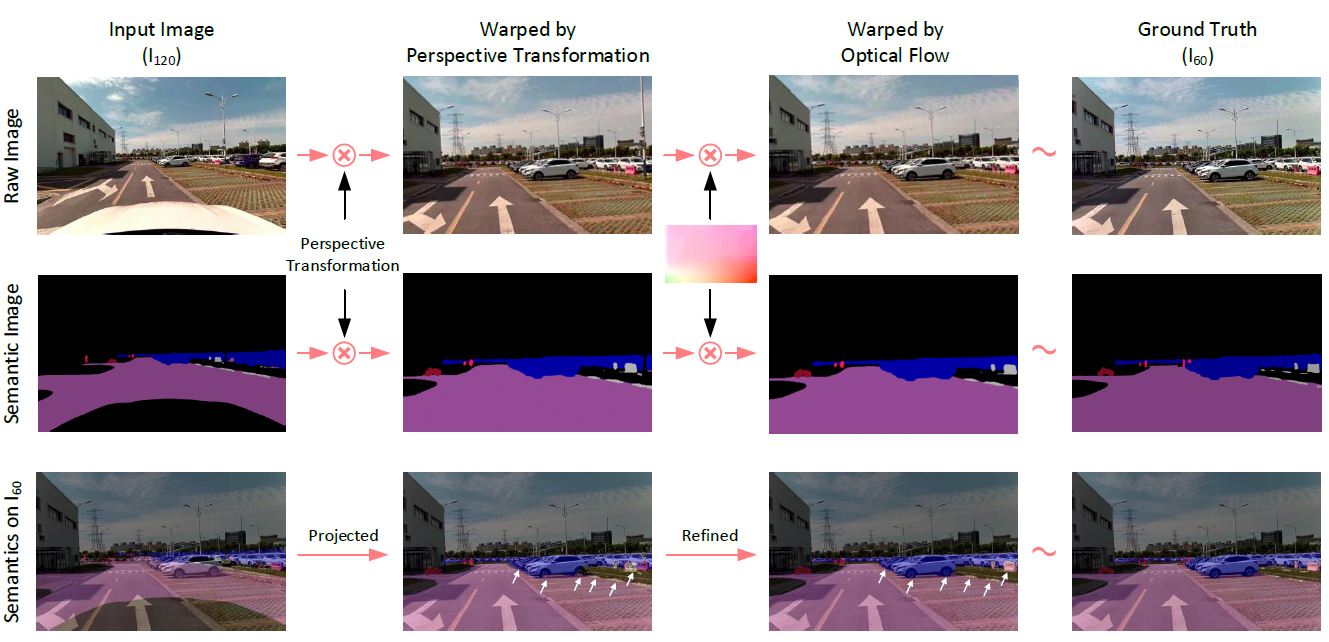 Input Image
(I120)
Warped by
Perspective Transformation
Warped by
Optical Flow
Ground Truth
(I60)
Raw Image
Perspective
Transformation
Semantic Image
Semantics on I60
Projected
Refined